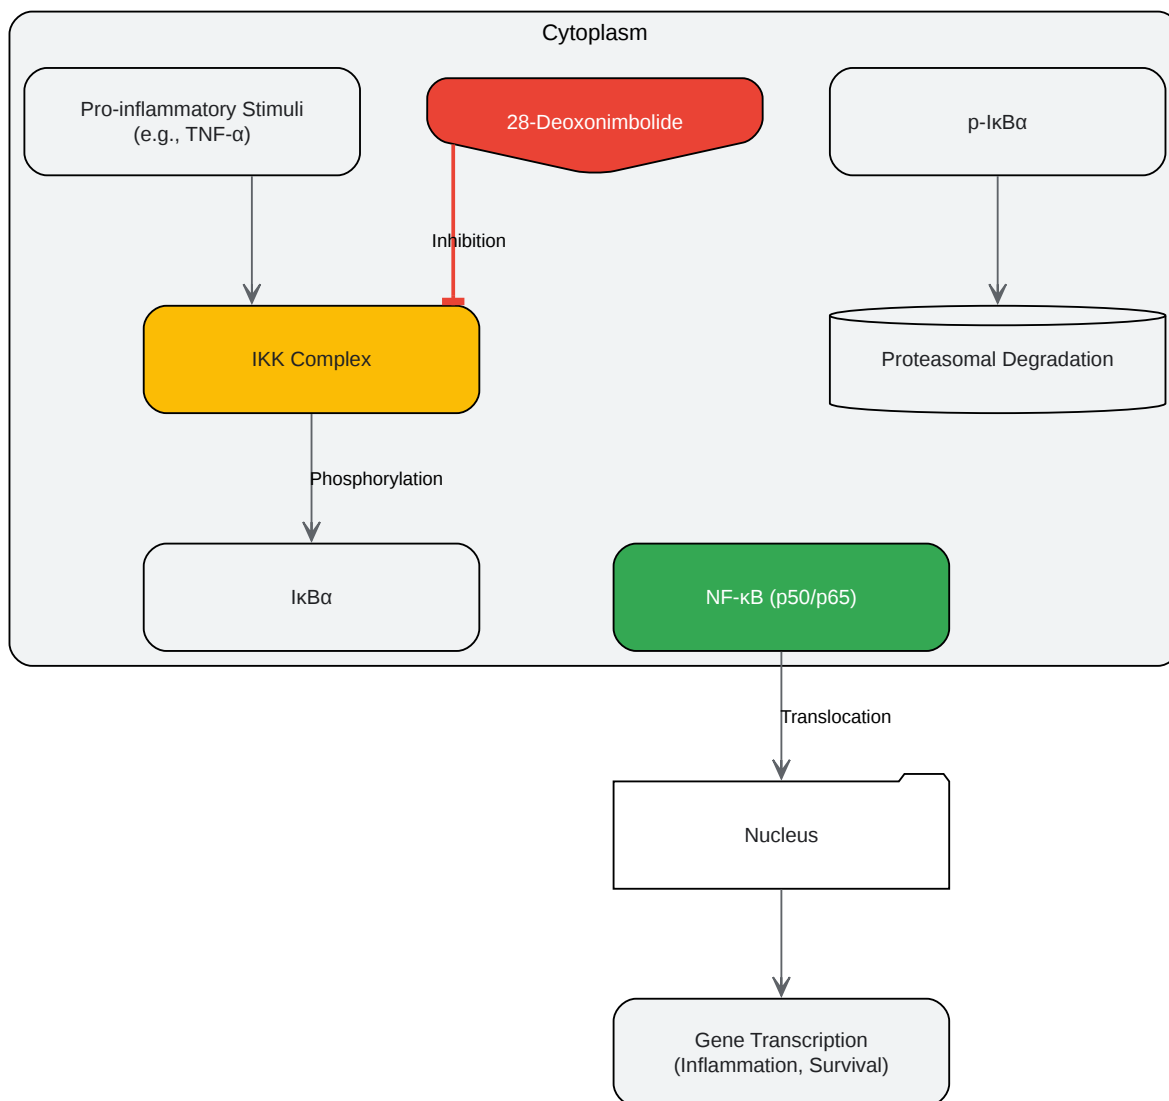 Cytoplasm
Pro-inflammatory Stimuli
(e.g., TNF-α)
28-Deoxonimbolide
p-IκBα
Inhibition
IKK Complex
Proteasomal Degradation
Phosphorylation
IκBα
NF-κB (p50/p65)
Translocation
Nucleus
Gene Transcription
(Inflammation, Survival)